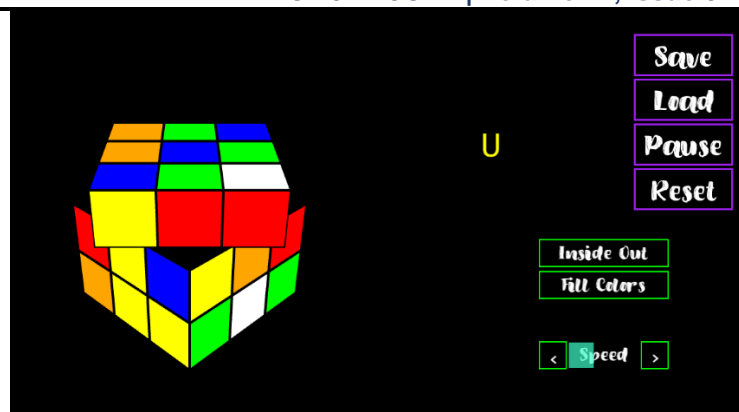 Save
Load
U
Pause
Reset
Inside Out
Fill Colors
< Speed >